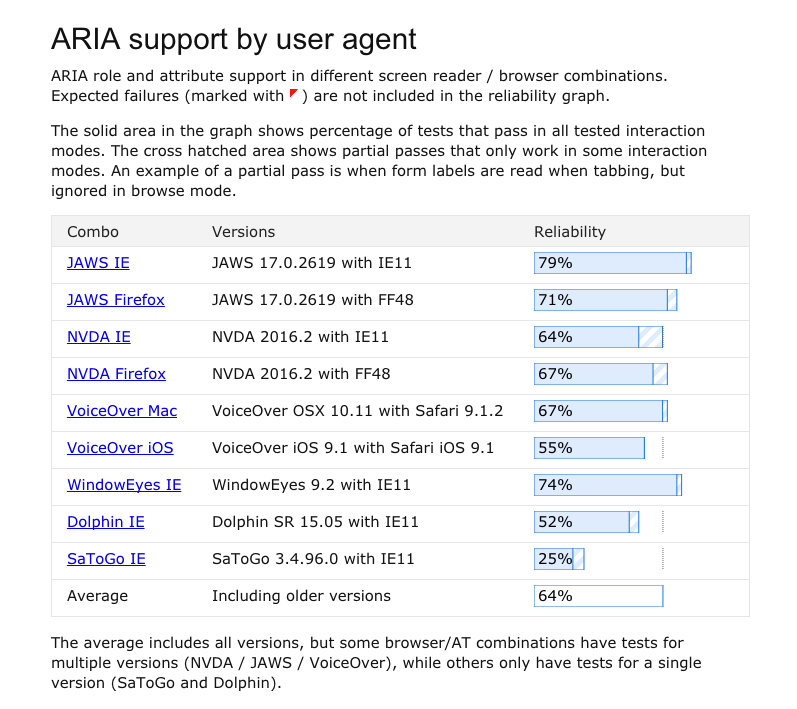 ARIA support by user agent
ARIA role and attribute support in different screen reader / browser combinations.
Expected failures (marked with ) are not included in the reliability graph.
The solid area in the graph shows percentage of tests that pass in all tested interaction
modes. The cross hatched area shows partial passes that only work in some interaction
modes. An example of a partial pass is when form labels are read when tabbing, but
ignored in browse mode.
Combo Versions Reliability
JAWS IE JAWS 17.0.2619 with IE11 79%
JAWS Firefox JAWS 17.0.2619 with FF48 71%
NVDA IE NVDA 2016.2 with IE11 64%
NVDA Firefox NVDA 2016.2 with FF48 67%
VoiceOver Mac VoiceOver OSX 10.11 with Safari 9.1.2 67%
VoiceOver iOS VoiceOver iOS 9.1 with Safari iOS 9.1 55%
WindowEyes IE WindowEyes 9.2 with IE11 74%
Dolphin IE Dolphin SR 15.05 with IE11 52%
SaToGo IE SaToGo 3.4.96.0 with IE11 25%
Average Including older versions 64%
The average includes all versions, but some browser/AT combinations have tests for
multiple versions (NVDA / JAWS / VoiceOver), while others only have tests for a single
version (SaToGo and Dolphin).